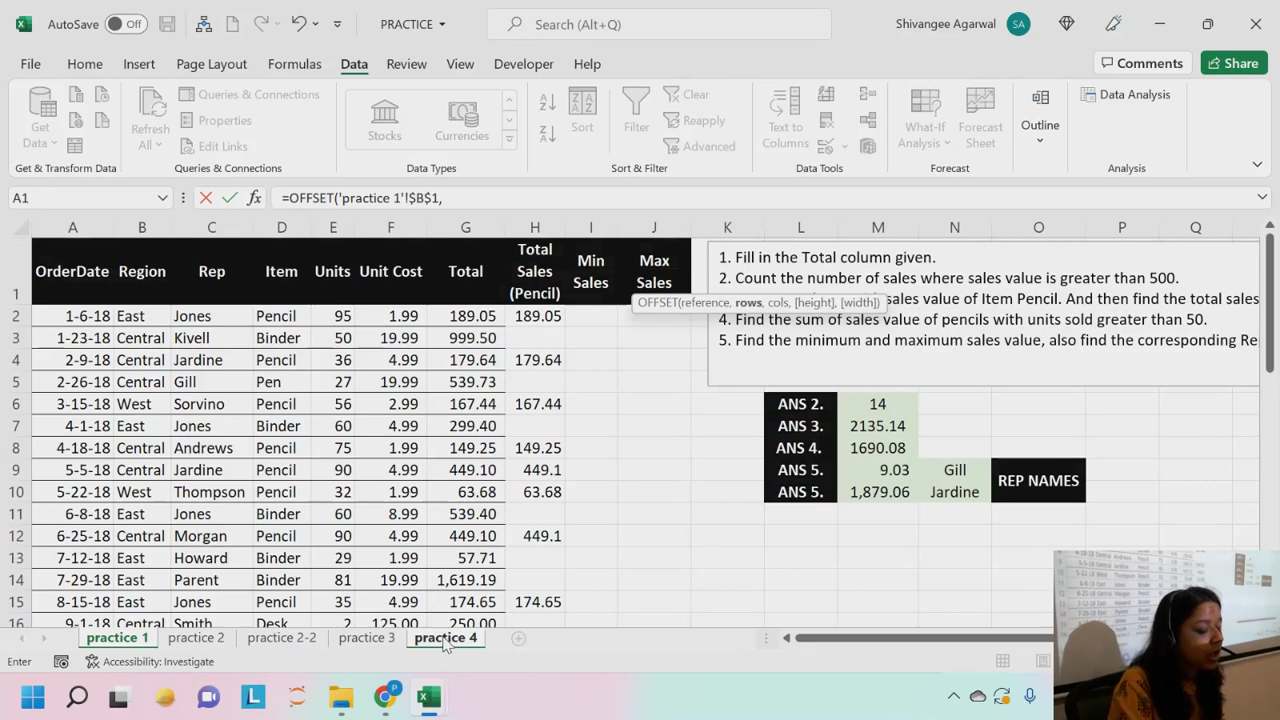 AutoSave Off PRACTICE Search (Alt+Q) Shivangee Agarwal SA
File Home Insert Page Layout Formulas Data Review View Developer Help Comments Share
Get Data Refresh All Queries & Connections Properties Edit Links Stocks Currencies Sort Filter Clear Reapply Advanced Text to Columns What-If Analysis Forecast Sheet Outline Data Analysis
Get & Transform Data Queries & Connections Data Types Sort & Filter Data Tools Forecast Analysis
A1 fx =OFFSET('practice 1'!$B$1,
A B C D E F G H I J K L M N O P Q
1 OrderDate Region Rep Item Units Unit Cost Total Total Sales (Pencil) Min Sales Max Sales
OFFSET(reference, rows, cols, [height], [width])
1. Fill in the Total column given.
2. Count the number of sales where sales value is greater than 500.
sales value of Item Pencil. And then find the total sales
4. Find the sum of sales value of pencils with units sold greater than 50.
5. Find the minimum and maximum sales value, also find the corresponding Re
2 1-6-18 East Jones Pencil 95 1.99 189.05 189.05
3 1-23-18 Central Kivell Binder 50 19.99 999.50
4 2-9-18 Central Jardine Pencil 36 4.99 179.64 179.64
5 2-26-18 Central Gill Pen 27 19.99 539.73
6 3-15-18 West Sorvino Pencil 56 2.99 167.44 167.44 ANS 2. 14
7 4-1-18 East Jones Binder 60 4.99 299.40 ANS 3. 2135.14
8 4-18-18 Central Andrews Pencil 75 1.99 149.25 149.25 ANS 4. 1690.08
9 5-5-18 Central Jardine Pencil 90 4.99 449.10 449.1 ANS 5. 9.03 Gill REP NAMES
10 5-22-18 West Thompson Pencil 32 1.99 63.68 63.68 ANS 5. 1,879.06 Jardine
11 6-8-18 East Jones Binder 60 8.99 539.40
12 6-25-18 Central Morgan Pencil 90 4.99 449.10 449.1
13 7-12-18 East Howard Binder 29 1.99 57.71
14 7-29-18 East Parent Binder 81 19.99 1,619.19
15 8-15-18 East Jones Pencil 35 4.99 174.65 174.65
16 9-1-18 Central Smith Desk 2 125.00 250.00
practice 1 practice 2 practice 2-2 practice 3 practice 4
Enter Accessibility: Investigate